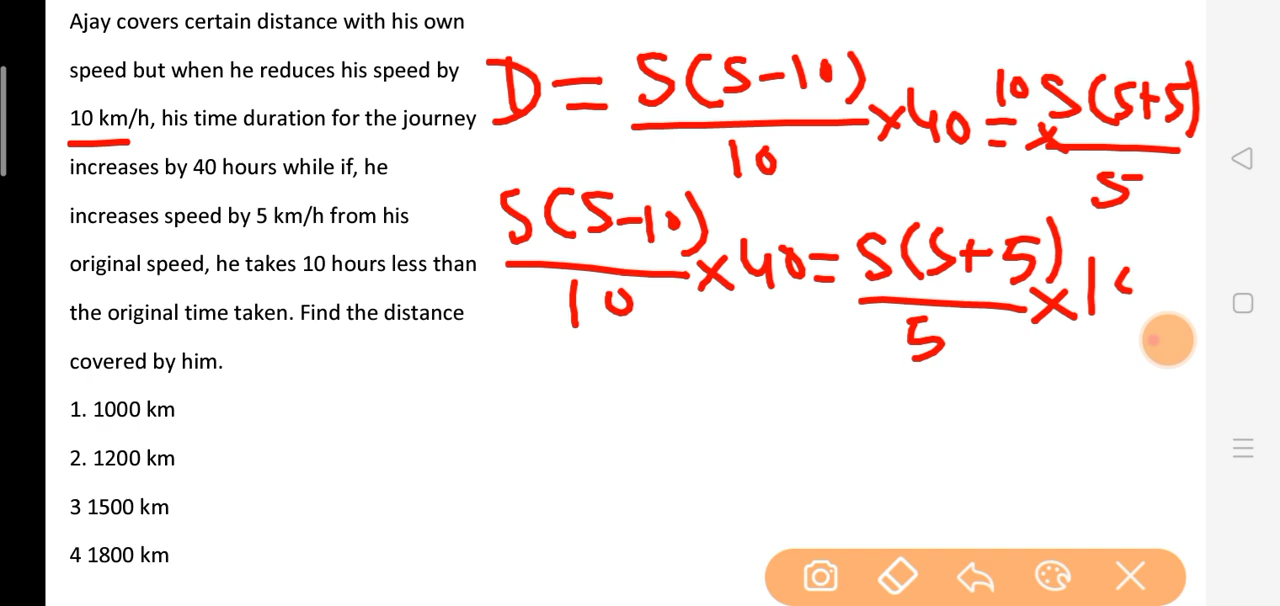 Ajay covers certain distance with his own
speed but when he reduces his speed by
10 km/h, his time duration for the journey
increases by 40 hours while if, he
increases speed by 5 km/h from his
original speed, he takes 10 hours less than
the original time taken. Find the distance
covered by him.
1. 1000 km
2. 1200 km
3 1500 km
4 1800 km
D = S(S-10)/10 × 40 = 10 × S(S+5)/5
S(S-10)/10 × 40 = S(S+5)/5 × 1